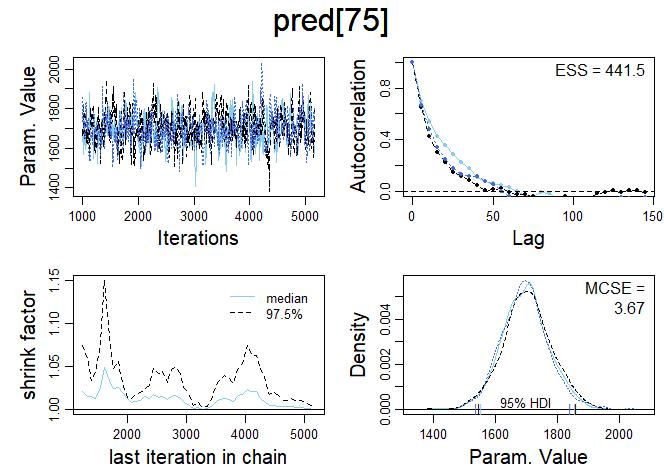 pred[75]
Param. Value
1400 1600 1800 2000
1000 2000 3000 4000 5000
Iterations
Autocorrelation
0.0 0.4 0.8
ESS = 441.5
0 50 100 150
Lag
shrink factor
1.00 1.05 1.10 1.15
median
97.5%
2000 3000 4000 5000
last iteration in chain
Density
0.000 0.002 0.004
MCSE =
3.67
95% HDI
1400 1600 1800 2000
Param. Value